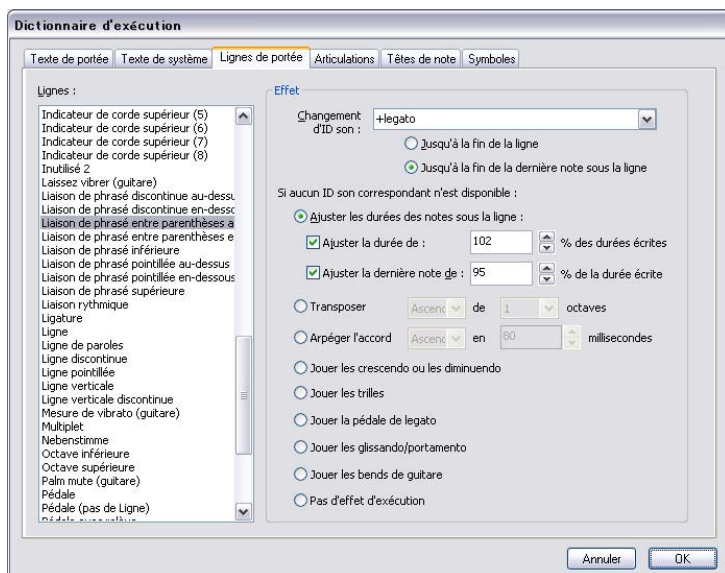 Dictionnaire d'exécution
Texte de portée Texte de système Lignes de portée Articulations Têtes de note Symboles
Lignes :
Indicateur de corde supérieur (5)
Indicateur de corde supérieur (6)
Indicateur de corde supérieur (7)
Indicateur de corde supérieur (8)
Inutilisé 2
Laissez vibrer (guitare)
Liaison de phrasé discontinue au-dessu
Liaison de phrasé discontinue en-desso
Liaison de phrasé entre parenthèses a
Liaison de phrasé entre parenthèses e
Liaison de phrasé inférieure
Liaison de phrasé pointillée au-dessus
Liaison de phrasé pointillée en-dessous
Liaison de phrasé supérieure
Liaison rythmique
Ligature
Ligne
Ligne de paroles
Ligne discontinue
Ligne pointillée
Ligne verticale
Ligne verticale discontinue
Mesure de vibrato (guitare)
Multiplet
Nebenstimme
Octave inférieure
Octave supérieure
Palm mute (guitare)
Pédale
Pédale (pas de Ligne)
Effet
Changement d'ID son : +legato
Jusqu'à la fin de la ligne
Jusqu'à la fin de la dernière note sous la ligne
Si aucun ID son correspondant n'est disponible :
Ajuster les durées des notes sous la ligne :
Ajuster la durée de : 102 % des durées écrites
Ajuster la dernière note de : 95 % de la durée écrite
Transposer Ascenc de 1 octaves
Arpéger l'accord Ascenc en 80 millisecondes
Jouer les crescendo ou les diminuendo
Jouer les trilles
Jouer la pédale de legato
Jouer les glissando/portamento
Jouer les bends de guitare
Pas d'effet d'exécution
Annuler OK